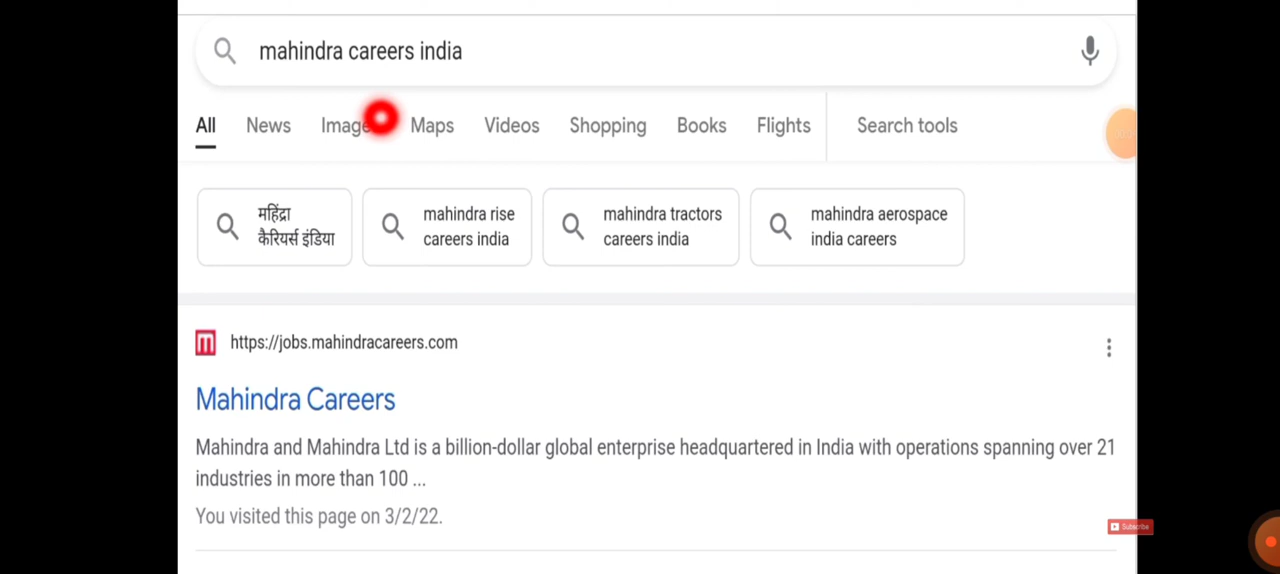 mahindra careers india
All News Images Maps Videos Shopping Books Flights Search tools
महिंद्रा
कैरियर्स इंडिया
mahindra rise
careers india
mahindra tractors
careers india
mahindra aerospace
india careers
https://jobs.mahindracareers.com
Mahindra Careers
Mahindra and Mahindra Ltd is a billion-dollar global enterprise headquartered in India with operations spanning over 21
industries in more than 100 ...
You visited this page on 3/2/22.
Subscribe